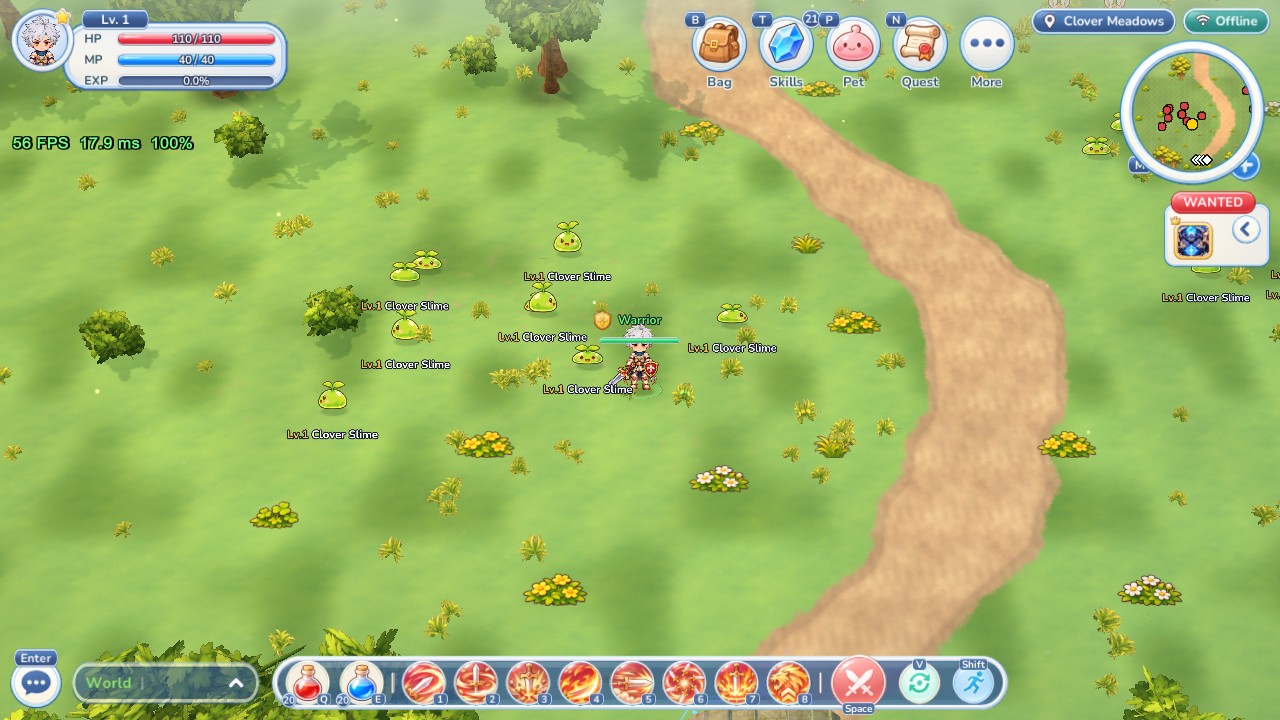 Lv. 1
HP 110 / 110
MP 40 / 40
EXP 0.0%
56 FPS 17.9 ms 100%
B
Bag
T
21
Skills
P
Pet
N
Quest
More
Clover Meadows
Offline
M
WANTED
Lv.1 Clover Slime
Lv.1 Clover Slime
Lv.1 Clover Slime
Lv.1 Clover Slime
Lv.1 Clover Slime
Lv.1 Clover Slime
Lv.1 Clover Slime
Lv.1 Clover Slime
Warrior
Enter
World
20 Q
20 E
1
2
3
4
5
6
7
8
Space
V
Shift